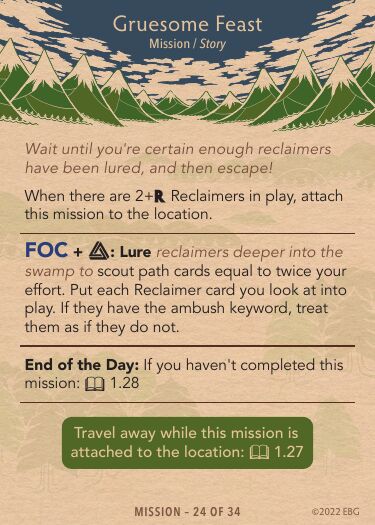 Gruesome Feast
Mission / Story
Wait until you're certain enough reclaimers
have been lured, and then escape!
When there are 2+R Reclaimers in play, attach
this mission to the location.
FOC + : Lure reclaimers deeper into the
swamp to scout path cards equal to twice your
effort. Put each Reclaimer card you look at into
play. If they have the ambush keyword, treat
them as if they do not.
End of the Day: If you haven't completed this
mission: 1.28
Travel away while this mission is
attached to the location: 1.27
MISSION – 24 OF 34
©2022 EBG